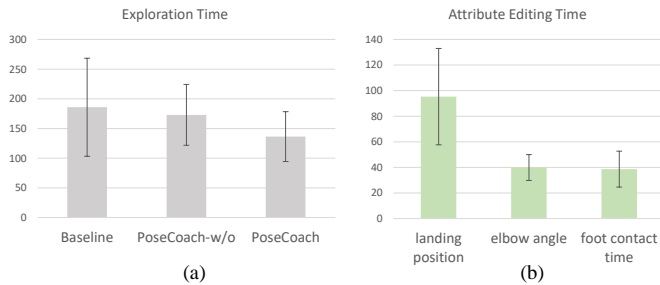 Exploration Time
300
250
200
150
100
50
0
Baseline PoseCoach-w/o PoseCoach
(a)
Attribute Editing Time
140
120
100
80
60
40
20
0
landing position elbow angle foot contact time
(b)